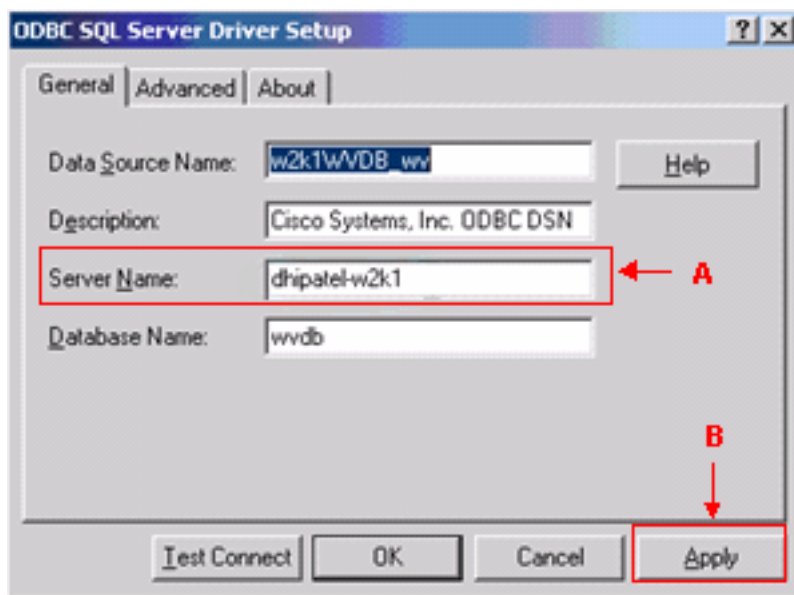 ODBC SQL Server Driver Setup
General Advanced About
Data Source Name: w2k1WVDB_wv Help
Description: Cisco Systems, Inc. ODBC DSN
Server Name: dhipatel-w2k1 A
Database Name: wvdb
B
Test Connect OK Cancel Apply